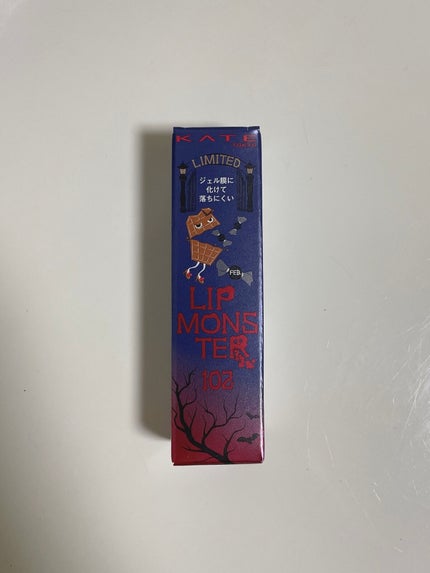 KATE
TOKYO
LIMITED
ジェル膜に
化けて
落ちにくい
FEB
LIP
MONS
TER
102